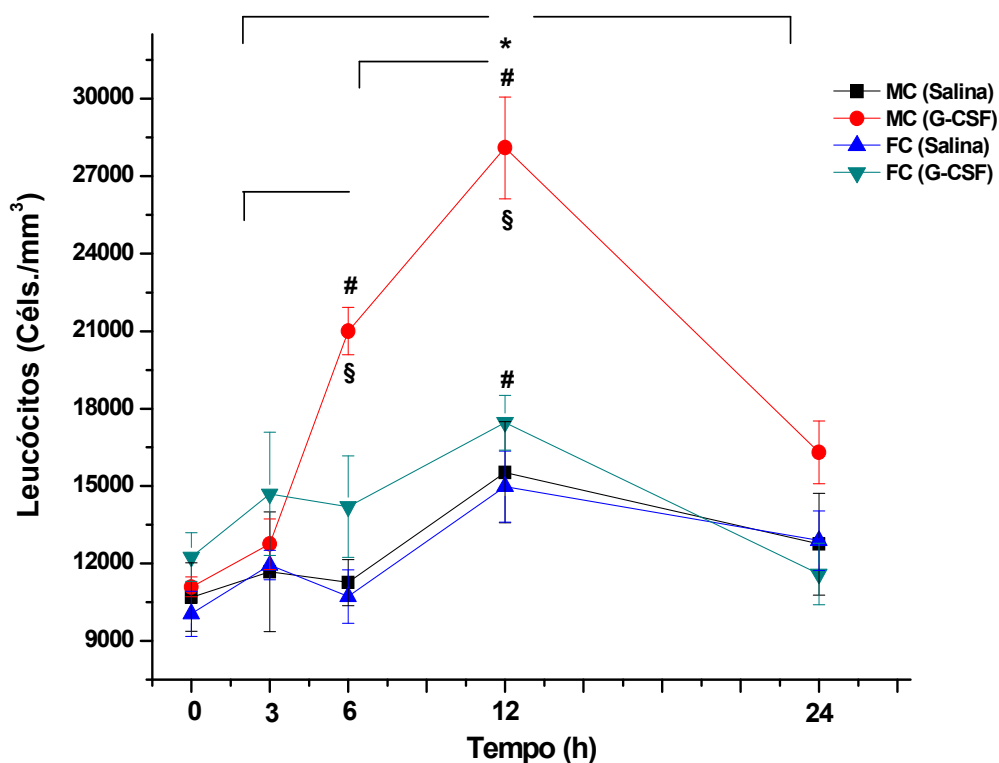 *
#
§
#
§
#
MC (Salina)
MC (G-CSF)
FC (Salina)
FC (G-CSF)
Leucócitos (Céls./mm³)
30000
27000
24000
21000
18000
15000
12000
9000
0 3 6 12 24
Tempo (h)